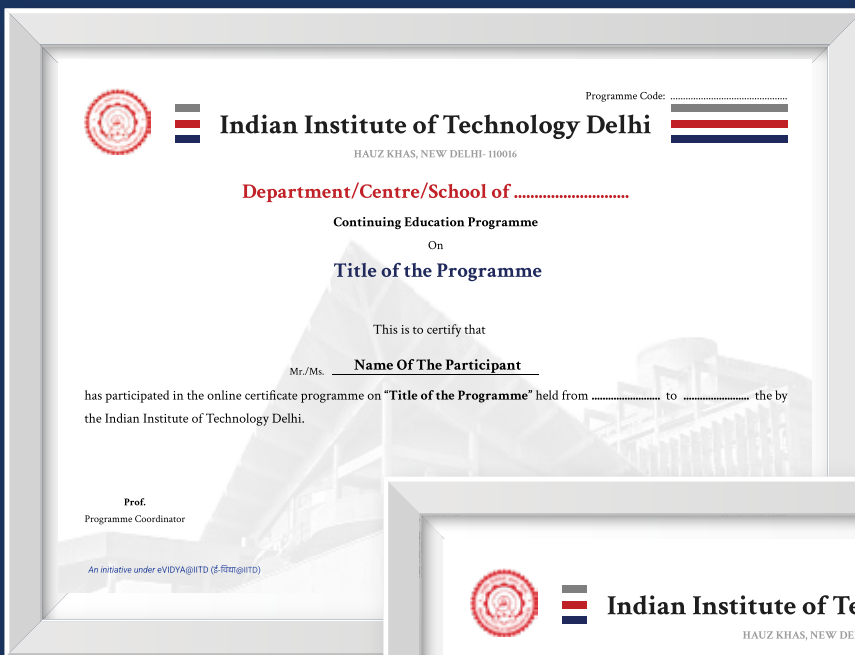 Programme Code: ............................................
Indian Institute of Technology Delhi
HAUZ KHAS, NEW DELHI- 110016
Department/Centre/School of ............................
Continuing Education Programme
On
Title of the Programme
This is to certify that
Mr./Ms. Name Of The Participant
has participated in the online certificate programme on “Title of the Programme” held from ......................... to ........................ the by
the Indian Institute of Technology Delhi.
Prof.
Programme Coordinator
An initiative under eVIDYA@IITD (ई-विद्या@IITD)
Indian Institute of Te
HAUZ KHAS, NEW DE